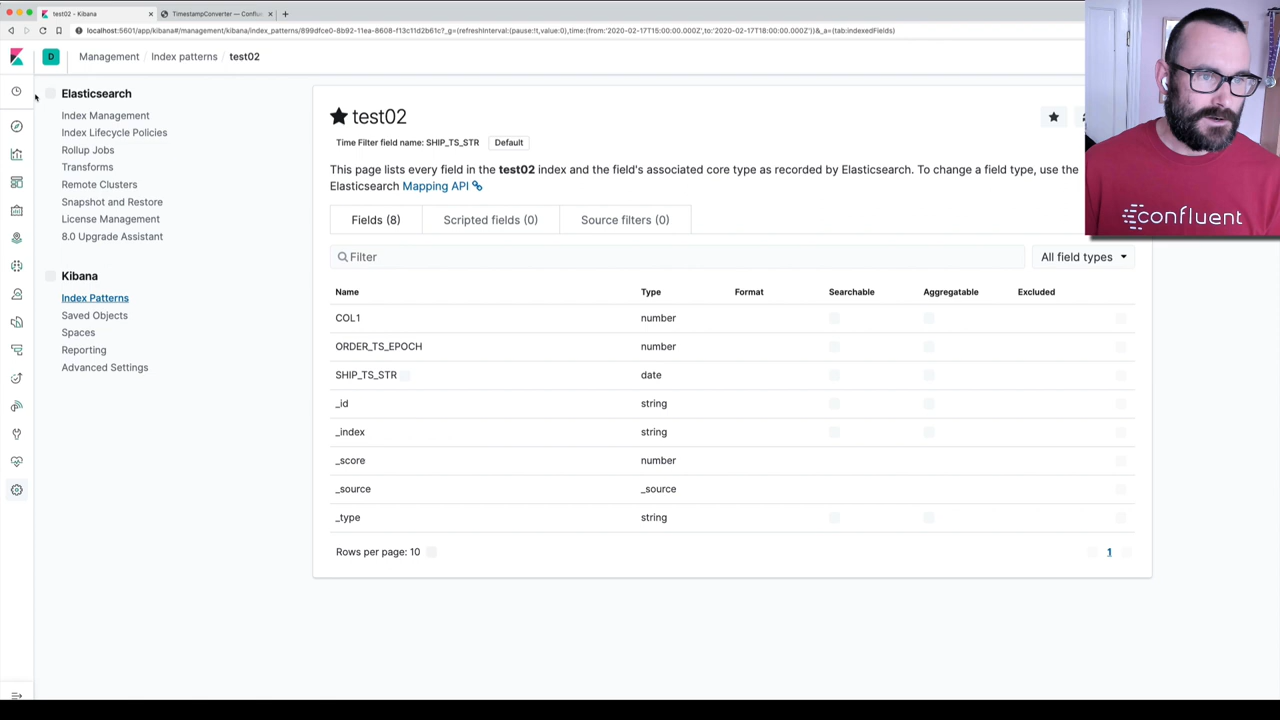 test02 - Kibana
TimestampConverter — Conflue
localhost:5601/app/kibana#/management/kibana/index_patterns/899dfce0-8b92-11ea-8608-f13c11d2b61c?_g=(refreshInterval:(pause:!t,value:0),time:(from:'2020-02-17T15:00:00.000Z',to:'2020-02-17T18:00:00.000Z'))&_a=(tab:indexedFields)
D
Management
Index patterns
test02
Elasticsearch
Index Management
Index Lifecycle Policies
Rollup Jobs
Transforms
Remote Clusters
Snapshot and Restore
License Management
8.0 Upgrade Assistant
Kibana
Index Patterns
Saved Objects
Spaces
Reporting
Advanced Settings
test02
Time Filter field name: SHIP_TS_STR Default
This page lists every field in the test02 index and the field's associated core type as recorded by Elasticsearch. To change a field type, use the
Elasticsearch Mapping API
Fields (8) Scripted fields (0) Source filters (0)
Filter All field types
Name Type Format Searchable Aggregatable Excluded
COL1 number
ORDER_TS_EPOCH number
SHIP_TS_STR date
_id string
_index string
_score number
_source _source
_type string
Rows per page: 10 1
confluent